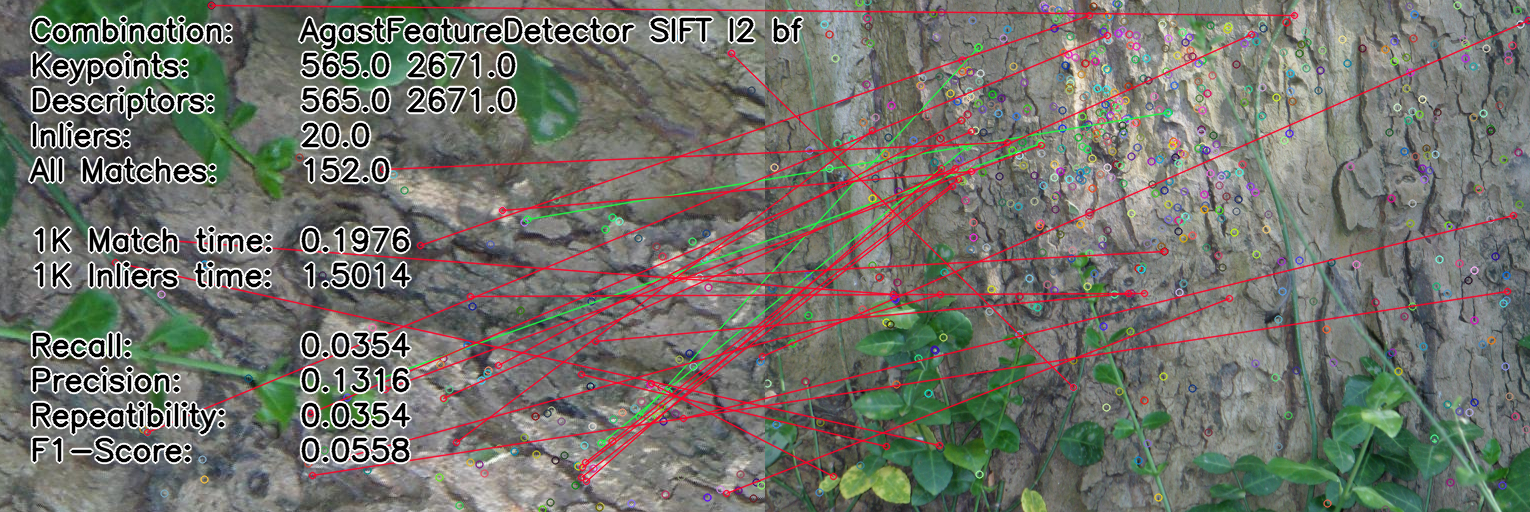 Combination: AgastFeatureDetector SIFT l2 bf
Keypoints: 565.0 2671.0
Descriptors: 565.0 2671.0
Inliers: 20.0
All Matches: 152.0
1K Match time: 0.1976
1K Inliers time: 1.5014
Recall: 0.0354
Precision: 0.1316
Repeatibility: 0.0354
F1-Score: 0.0558